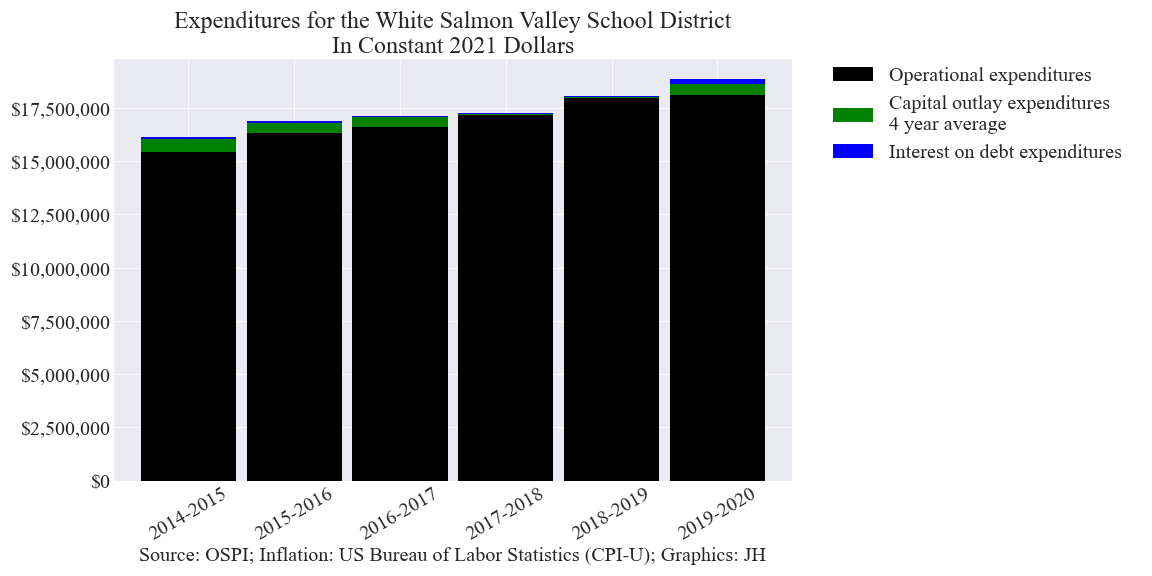 Expenditures for the White Salmon Valley School District
In Constant 2021 Dollars
Operational expenditures
Capital outlay expenditures
4 year average
Interest on debt expenditures
$17,500,000
$15,000,000
$12,500,000
$10,000,000
$7,500,000
$5,000,000
$2,500,000
$0
2014-2015
2015-2016
2016-2017
2017-2018
2018-2019
2019-2020
Source: OSPI; Inflation: US Bureau of Labor Statistics (CPI-U); Graphics: JH